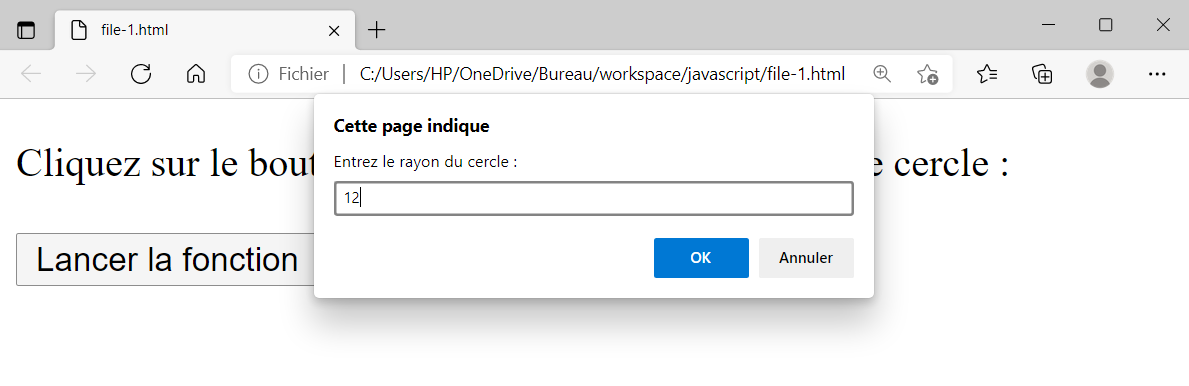 file-1.html
Fichier | C:/Users/HP/OneDrive/Bureau/workspace/javascript/file-1.html
Cette page indique
Entrez le rayon du cercle :
12
OK Annuler
Cliquez sur le cercle :
Lancer la fonction